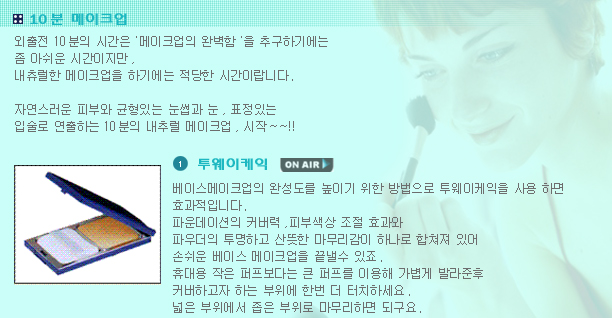 10분 메이크업
외출전 10분의 시간은 '메이크업의 완벽함'을 추구하기에는
좀 아쉬운 시간이지만,
내츄럴한 메이크업을 하기에는 적당한 시간이랍니다.
자연스러운 피부와 균형있는 눈썹과 눈, 표정있는
입술로 연출하는 10분의 내추럴 메이크업, 시작~~!!
1 투웨이케익 ON AIR
베이스메이크업의 완성도를 높이기 위한 방법으로 투웨이케익을 사용 하면
효과적입니다.
파운데이션의 커버력,피부색상 조절 효과와
파우더의 투명하고 산뜻한 마무리감이 하나로 합쳐져 있어
손쉬운 베이스 메이크업을 끝낼수 있죠.
휴대용 작은 퍼프보다는 큰 퍼프를 이용해 가볍게 발라준후
커버하고자 하는 부위에 한번 더 터치하세요.
넓은 부위에서 좁은 부위로 마무리하면 되구요.